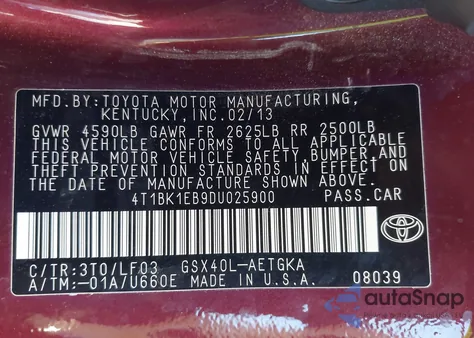 MFD.BY:TOYOTA MOTOR MANUFACTURING,
KENTUCKY,INC.02/13
GVWR 4590LB GAWR FR 2625LB RR 2500LB
THIS VEHICLE CONFORMS TO ALL APPLICABLE
FEDERAL MOTOR VEHICLE SAFETY,BUMPER,AND
THEFT PREVENTION STANDARDS IN EFFECT ON
THE DATE OF MANUFACTURE SHOWN ABOVE.
4T1BK1EB9DU025900 PASS.CAR
C/TR:3T0/LF03 GSX40L-AETGKA
A/TM:-01A/U660E MADE IN U.S.A. 08039
TOYOTA
autoSnap